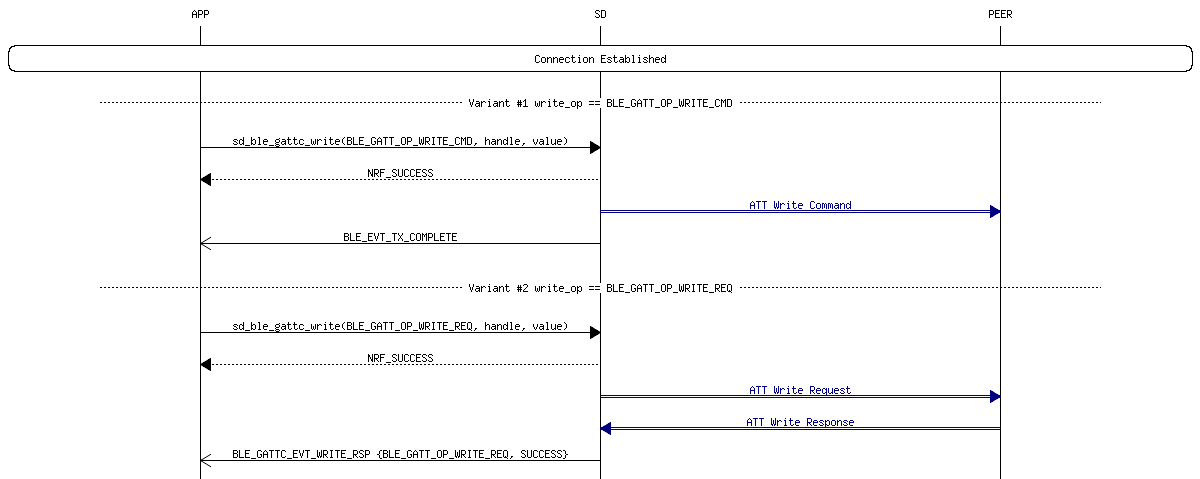 APP SD PEER
Connection Established
Variant #1 write_op == BLE_GATT_OP_WRITE_CMD
sd_ble_gattc_write(BLE_GATT_OP_WRITE_CMD, handle, value)
NRF_SUCCESS
ATT Write Command
BLE_EVT_TX_COMPLETE
Variant #2 write_op == BLE_GATT_OP_WRITE_REQ
sd_ble_gattc_write(BLE_GATT_OP_WRITE_REQ, handle, value)
NRF_SUCCESS
ATT Write Request
ATT Write Response
BLE_GATTC_EVT_WRITE_RSP {BLE_GATT_OP_WRITE_REQ, SUCCESS}